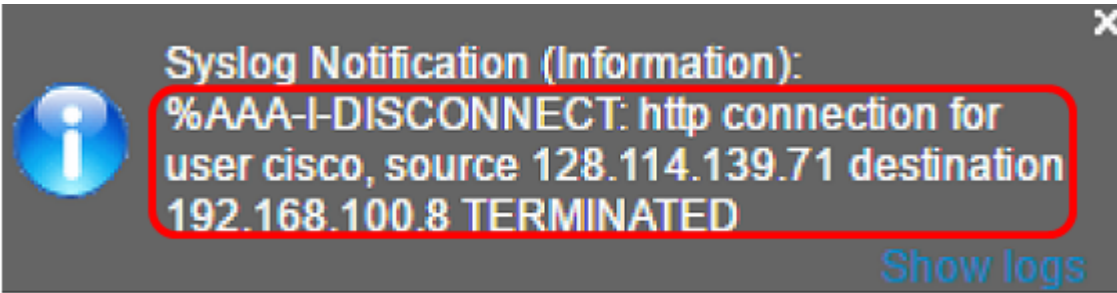 Syslog Notification (Information):
%AAA-I-DISCONNECT: http connection for
user cisco, source 128.114.139.71 destination
192.168.100.8 TERMINATED
Show logs